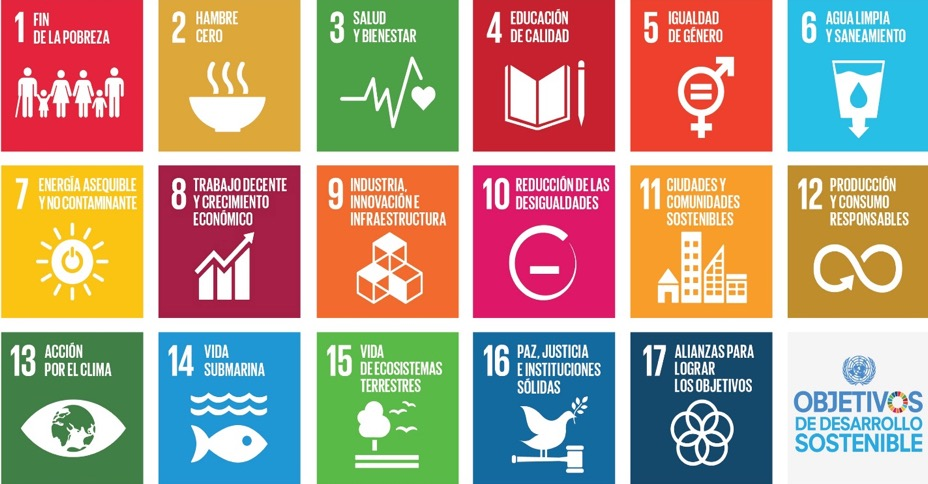 1 FIN
DE LA POBREZA
2 HAMBRE
CERO
3 SALUD
Y BIENESTAR
4 EDUCACIÓN
DE CALIDAD
5 IGUALDAD
DE GÉNERO
6 AGUA LIMPIA
Y SANEAMIENTO
7 ENERGÍA ASEQUIBLE
Y NO CONTAMINANTE
8 TRABAJO DECENTE
Y CRECIMIENTO
ECONÓMICO
9 INDUSTRIA,
INNOVACIÓN E
INFRAESTRUCTURA
10 REDUCCIÓN DE LAS
DESIGUALDADES
11 CIUDADES Y
COMUNIDADES
SOSTENIBLES
12 PRODUCCIÓN
Y CONSUMO
RESPONSABLES
13 ACCIÓN
POR EL CLIMA
14 VIDA
SUBMARINA
15 VIDA
DE ECOSISTEMAS
TERRESTRES
16 PAZ, JUSTICIA
E INSTITUCIONES
SÓLIDAS
17 ALIANZAS PARA
LOGRAR
LOS OBJETIVOS
OBJETIVOS
DE DESARROLLO
SOSTENIBLE